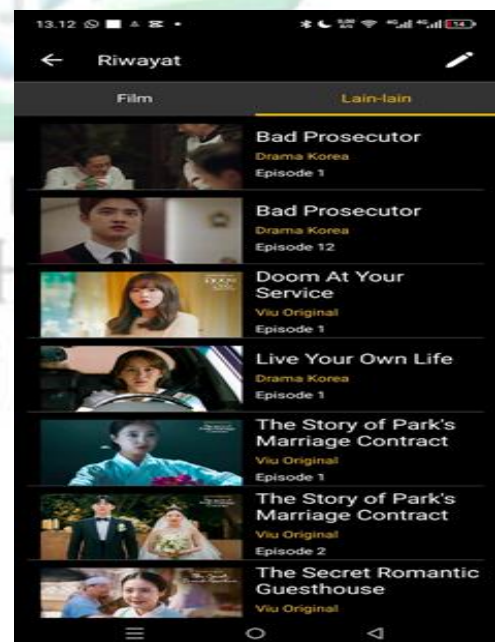 13.12
14
Riwayat
Film
Lain-lain
Bad Prosecutor
Drama Korea
Episode 1
Bad Prosecutor
Drama Korea
Episode 12
Doom At Your
Service
Viu Original
Episode 1
Live Your Own Life
Drama Korea
Episode 1
The Story of Park's
Marriage Contract
Viu Original
Episode 1
The Story of Park's
Marriage Contract
Viu Original
Episode 2
The Secret Romantic
Guesthouse
Viu Original